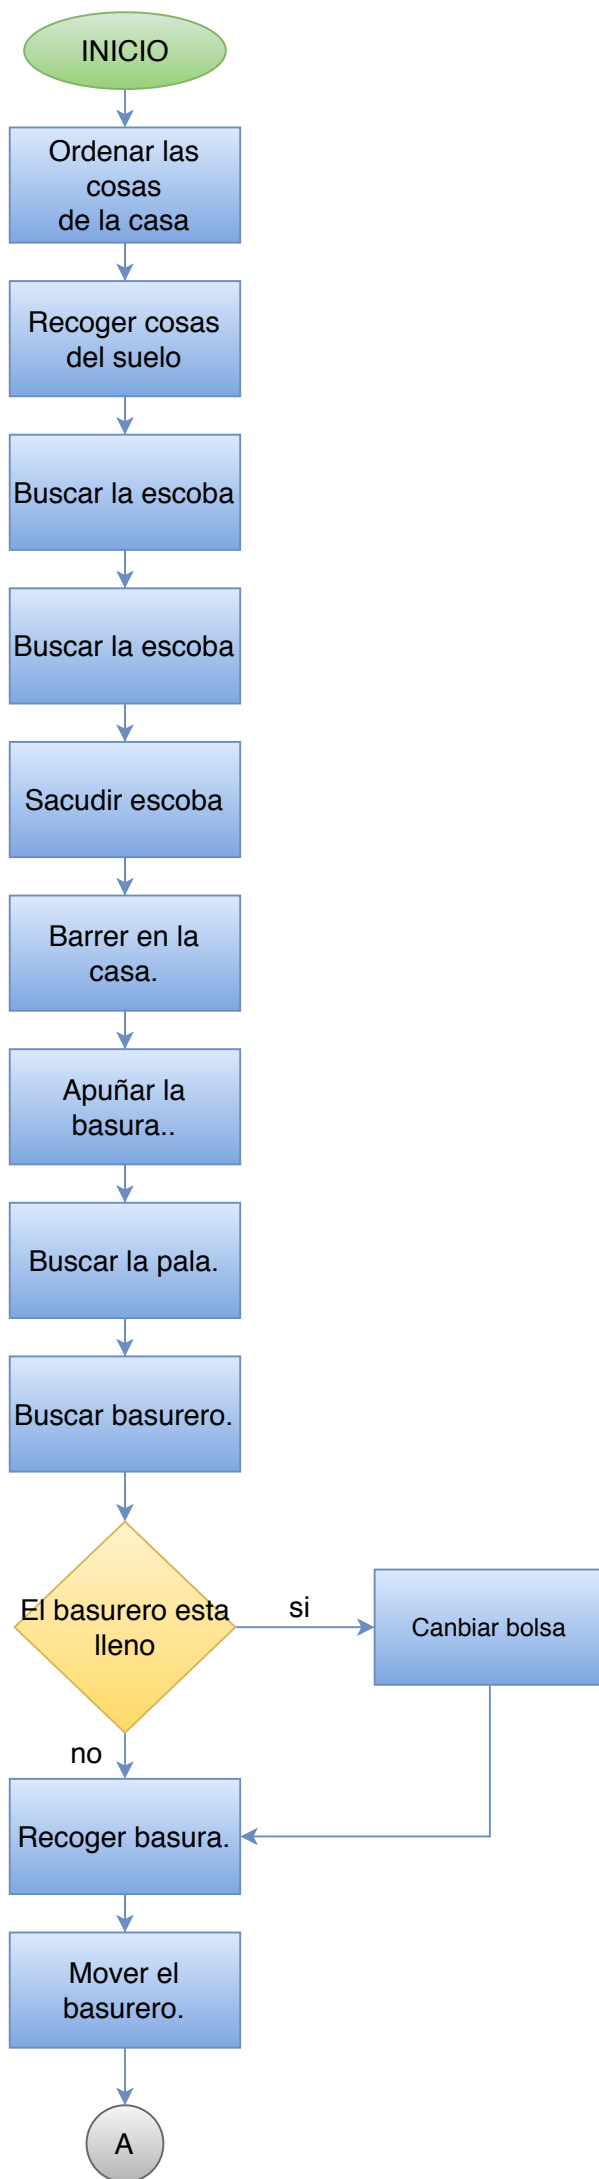 INICIO
Ordenar las
cosas
de la casa
Recoger cosas
del suelo
Buscar la escoba
Buscar la escoba
Sacudir escoba
Barrer en la
casa.
Apuñar la
basura..
Buscar la pala.
Buscar basurero.
El basurero esta
lleno
si
Canbiar bolsa
no
Recoger basura.
Mover el
basurero.
A